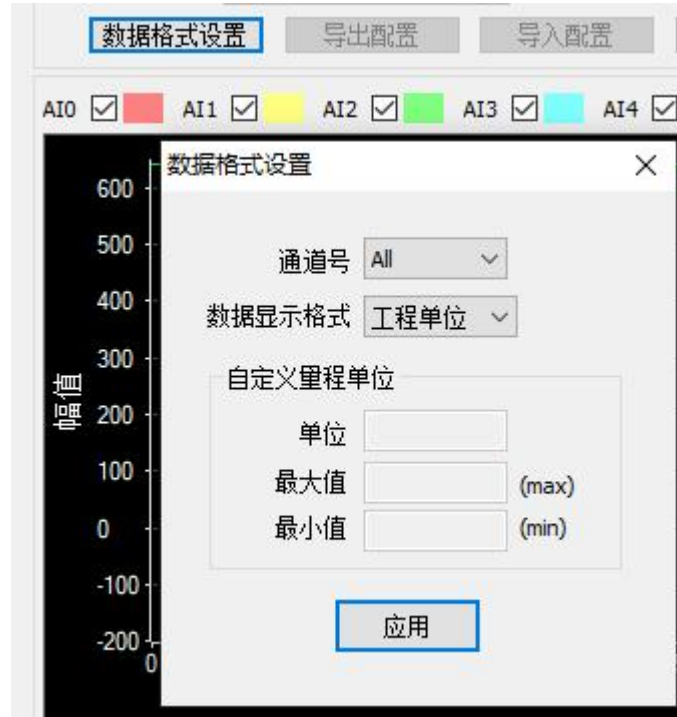 数据格式设置 导出配置 导入配置
AI0 AI1 AI2 AI3 AI4
数据格式设置
通道号 All
数据显示格式 工程单位
自定义量程单位
单位
最大值 (max)
最小值 (min)
应用
幅值
600
500
400
300
200
100
0
-100
-200
0